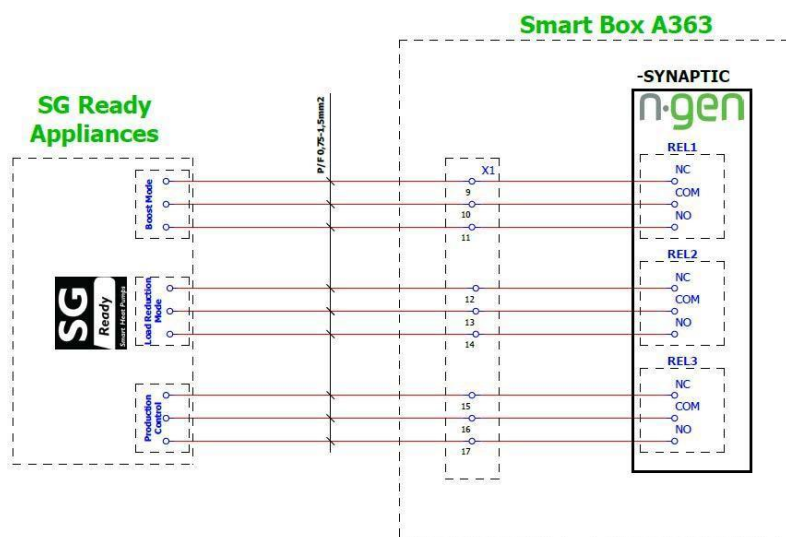 Smart Box A363
-SYNAPTIC
n·gen
SG Ready
Appliances
P/F 0,75-1,5mm2
X1
REL1
NC
COM
NO
Boost Mode
9
10
11
REL2
NC
COM
NO
SG
Ready
Smart Heat Pumps
Load Reduction
Mode
12
13
14
REL3
NC
COM
NO
Production
Control
15
16
17